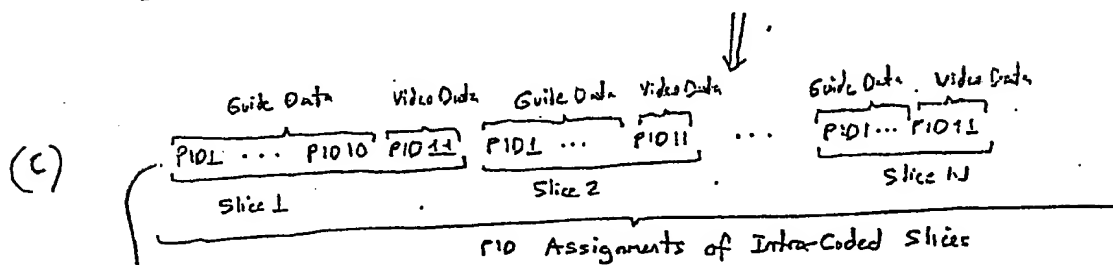 Guide Data Video Data Guide Data Video Data Guide Data Video Data
(C) PID1 ... PID10 PID11 PID1 ... PID11 ... PID1 ... PID11
Slice 1 Slice 2 Slice N
PID Assignments of Intra-Coded Slices